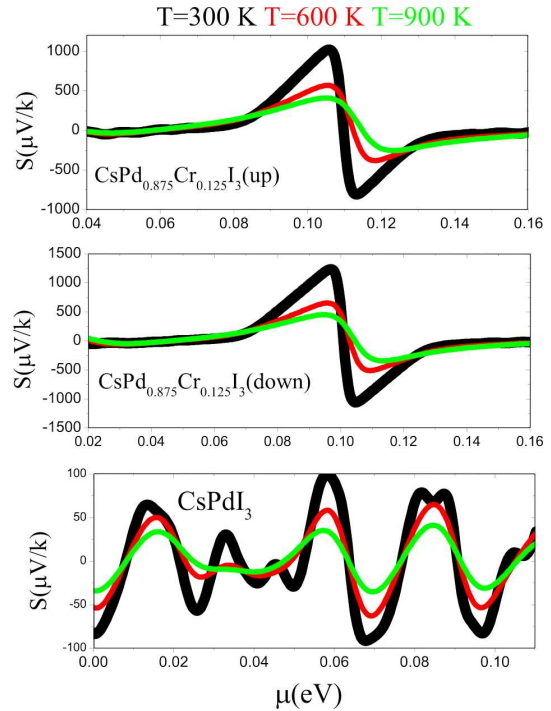 T=300 K T=600 K T=900 K
1000
500
0
-500
-1000
S(μV/k)
CsPd0.875Cr0.125I3(up)
0.04 0.06 0.08 0.10 0.12 0.14 0.16
1500
1000
500
0
-500
-1000
-1500
S(μV/k)
CsPd0.875Cr0.125I3(down)
0.02 0.04 0.06 0.08 0.10 0.12 0.14 0.16
100
50
0
-50
-100
S(μV/k)
CsPdI3
0.00 0.02 0.04 0.06 0.08 0.10
μ(eV)